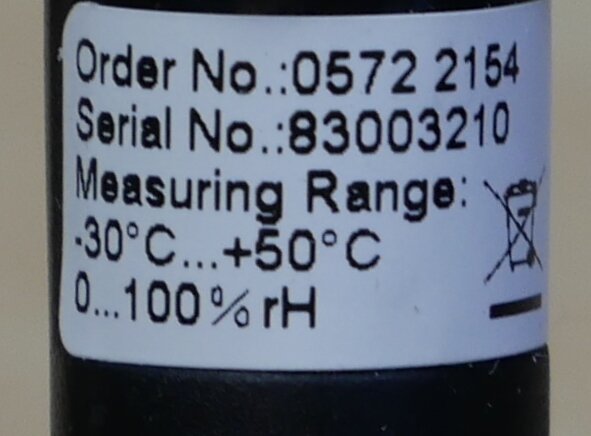 Order No.:0572 2154
Serial No.:83003210
Measuring Range:
-30°C...+50°C
0...100%rH